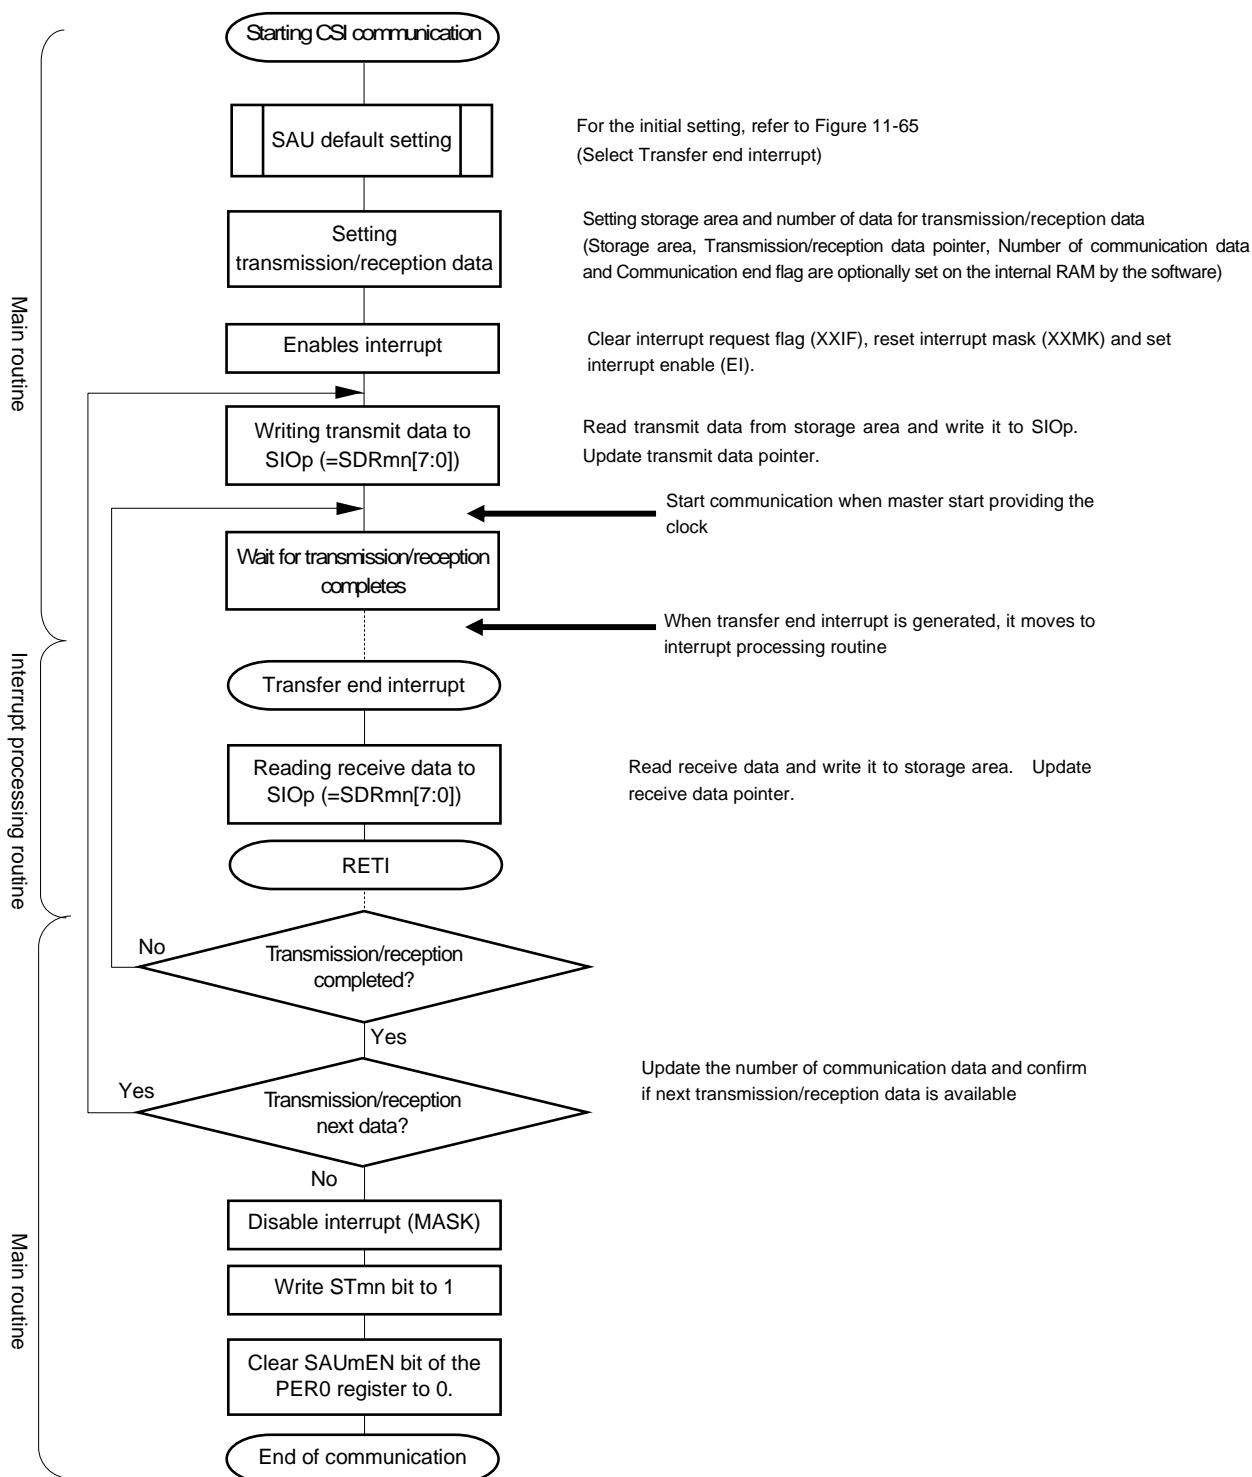 Starting CSI communication
SAU default setting
For the initial setting, refer to Figure 11-65
(Select Transfer end interrupt)
Setting
transmission/reception data
Setting storage area and number of data for transmission/reception data
(Storage area, Transmission/reception data pointer, Number of communication data
and Communication end flag are optionally set on the internal RAM by the software)
Main routine
Enables interrupt
Clear interrupt request flag (XXIF), reset interrupt mask (XXMK) and set
interrupt enable (EI).
Writing transmit data to
SIOp (=SDRmn[7:0])
Read transmit data from storage area and write it to SIOp.
Update transmit data pointer.
Start communication when master start providing the
clock
Wait for transmission/reception
completes
When transfer end interrupt is generated, it moves to
interrupt processing routine
Interrupt processing routine
Transfer end interrupt
Reading receive data to
SIOp (=SDRmn[7:0])
Read receive data and write it to storage area. Update
receive data pointer.
RETI
No
Transmission/reception
completed?
Yes
Update the number of communication data and confirm
if next transmission/reception data is available
Yes
Transmission/reception
next data?
No
Main routine
Disable interrupt (MASK)
Write STmn bit to 1
Clear SAUmEN bit of the
PER0 register to 0.
End of communication